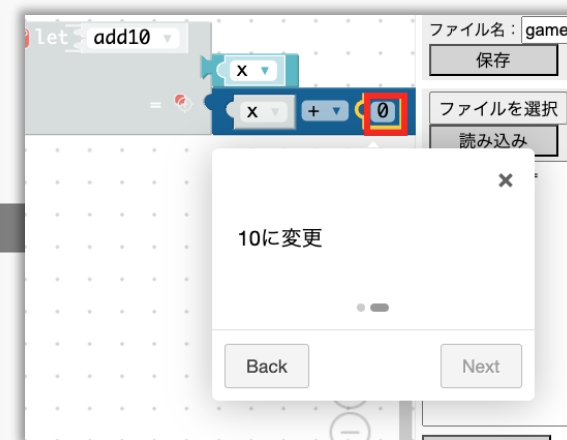 let add10
x
= x + 0
ファイル名：game
保存
ファイルを選択
読み込み
10に変更
Back
Next